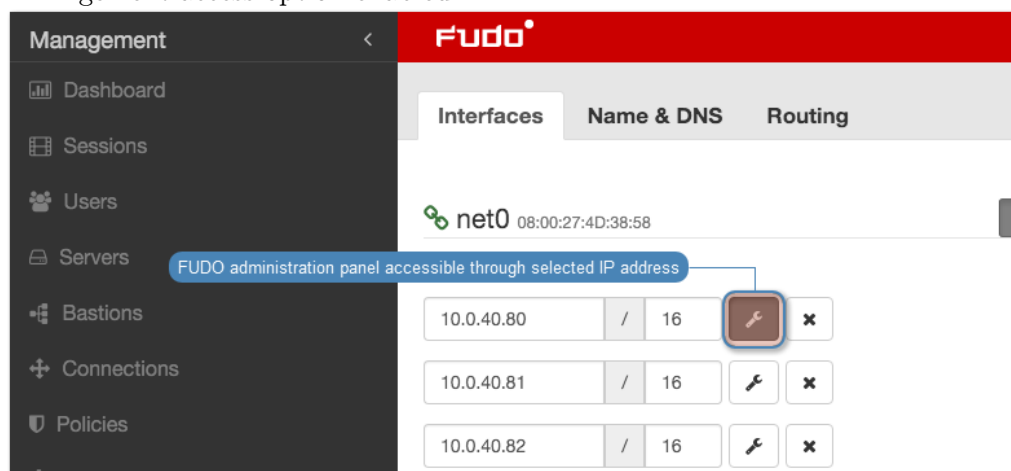 Management <
FUDO
Dashboard
Interfaces Name & DNS Routing
Sessions
Users
net0 08:00:27:4D:38:58
Servers
FUDO administration panel accessible through selected IP address
Bastions
10.0.40.80 / 16
Connections
10.0.40.81 / 16
Policies
10.0.40.82 / 16